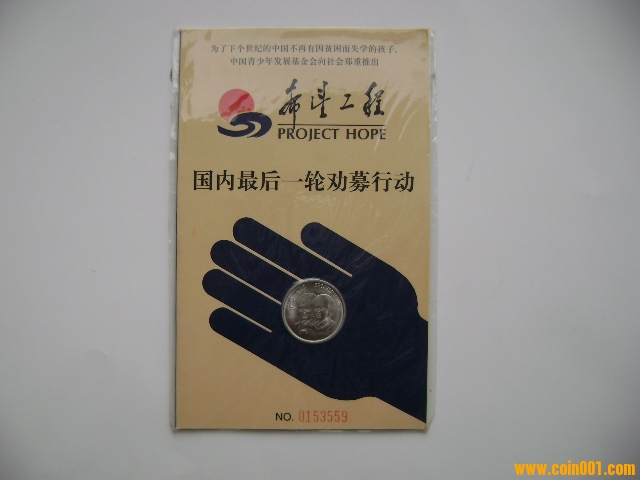 为了下个世纪的中国不再有因贫困而失学的孩子,
中国青少年发展基金会向社会郑重推出
希望工程
PROJECT HOPE
国内最后一轮劝募行动
NO. 0153559
www.coin001.com